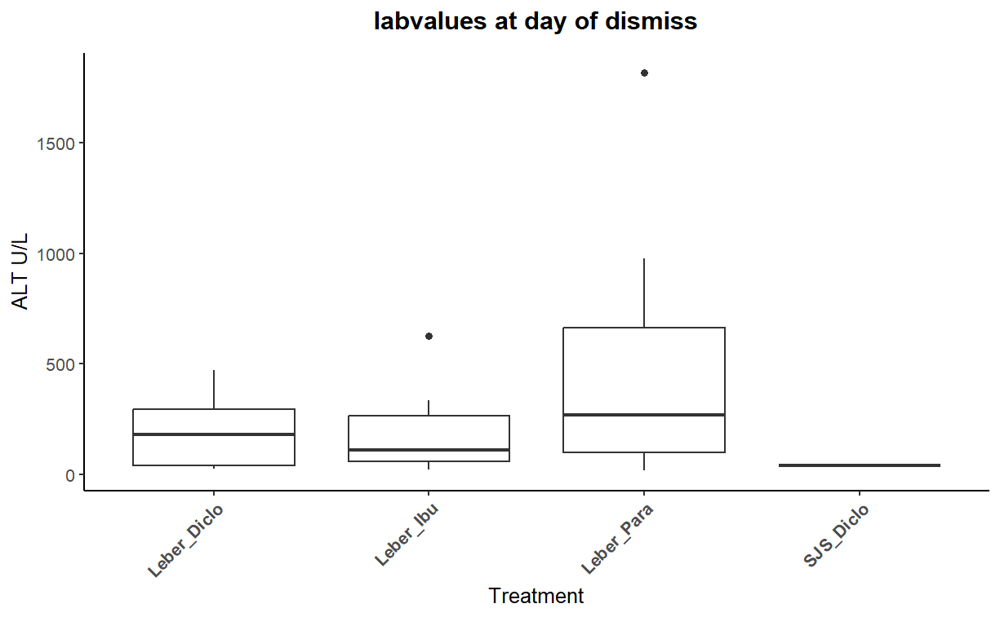 labvalues at day of dismiss
ALT U/L
1500
1000
500
0
Leber_Diclo
Leber_Ibu
Leber_Para
SJS_Diclo
Treatment